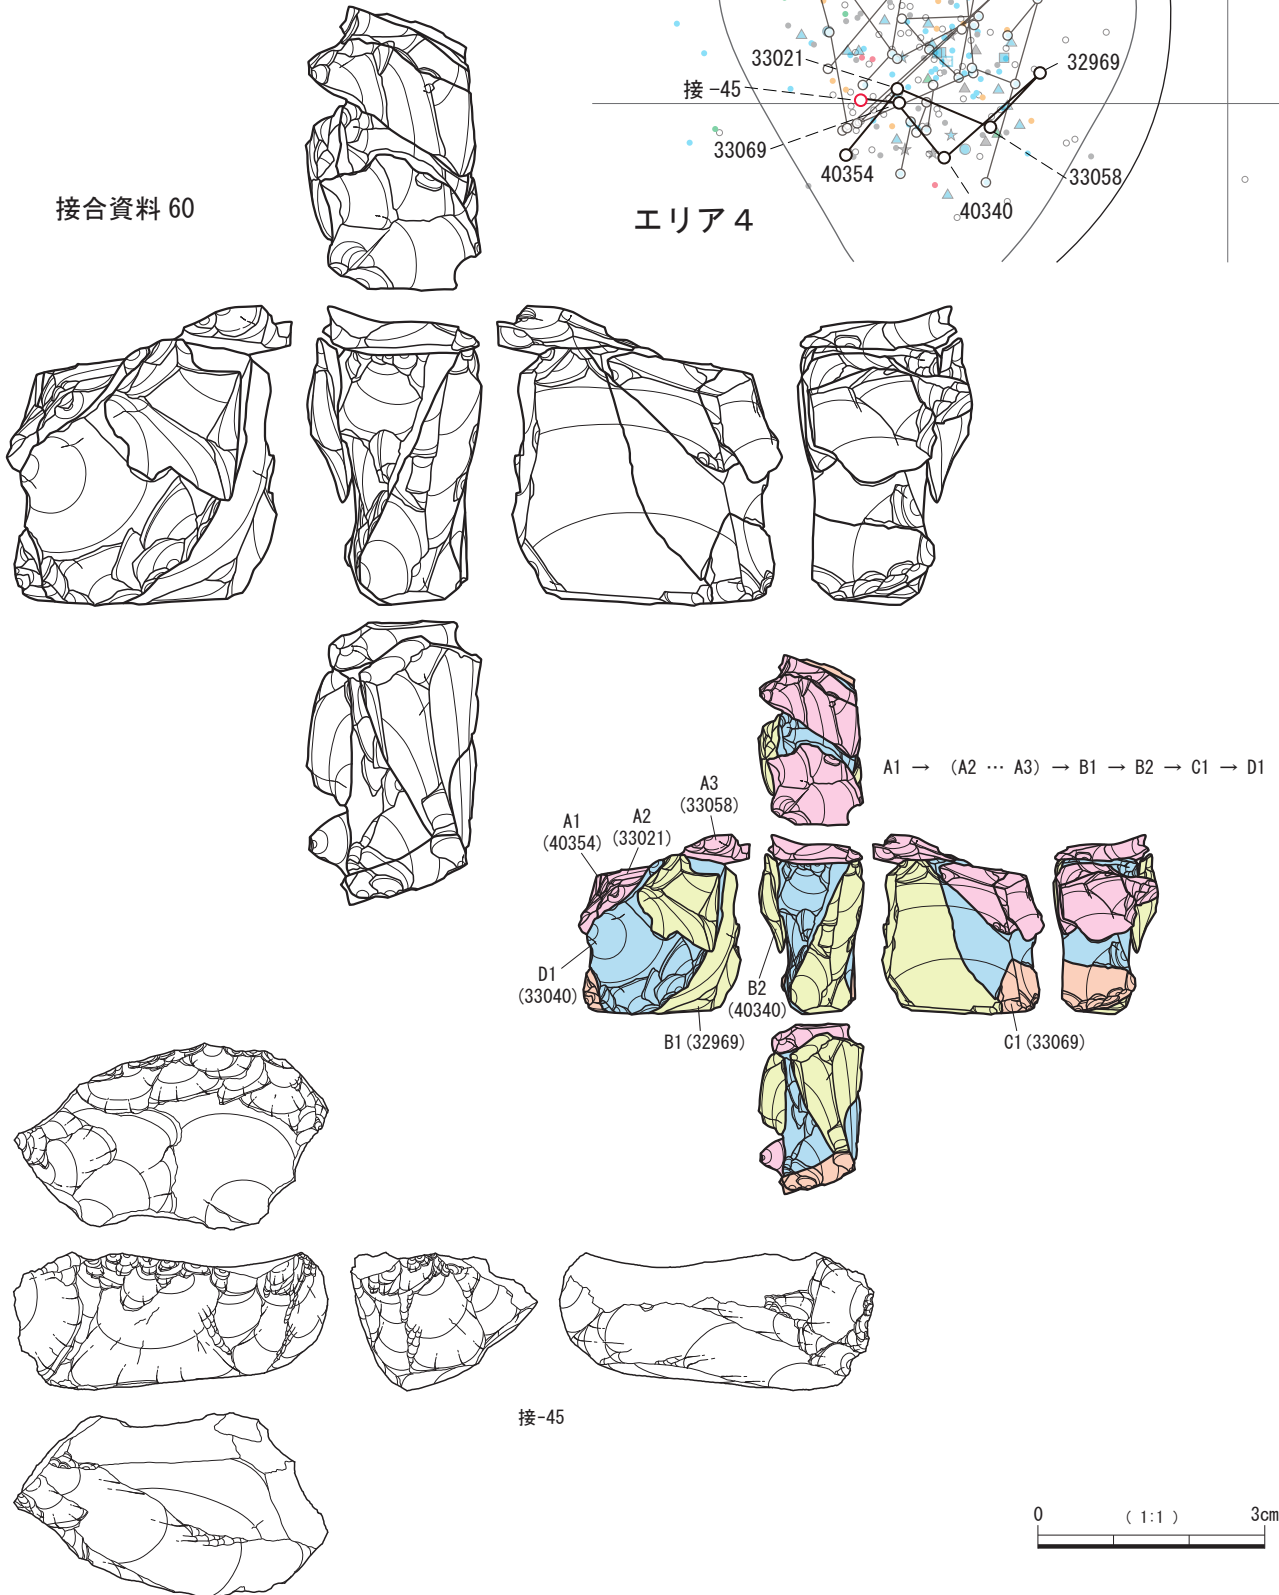 33021
32969
接-45
33069
40354
33058
40340
接合資料 60
エリア４
A1 → （A2 … A3）→ B1 → B2 → C1 → D1
A3
(33058)
A1
(40354)
A2
(33021)
D1
(33040)
B2
(40340)
B1(32969)
C1(33069)
接-45
0 （ 1:1 ） 3cm